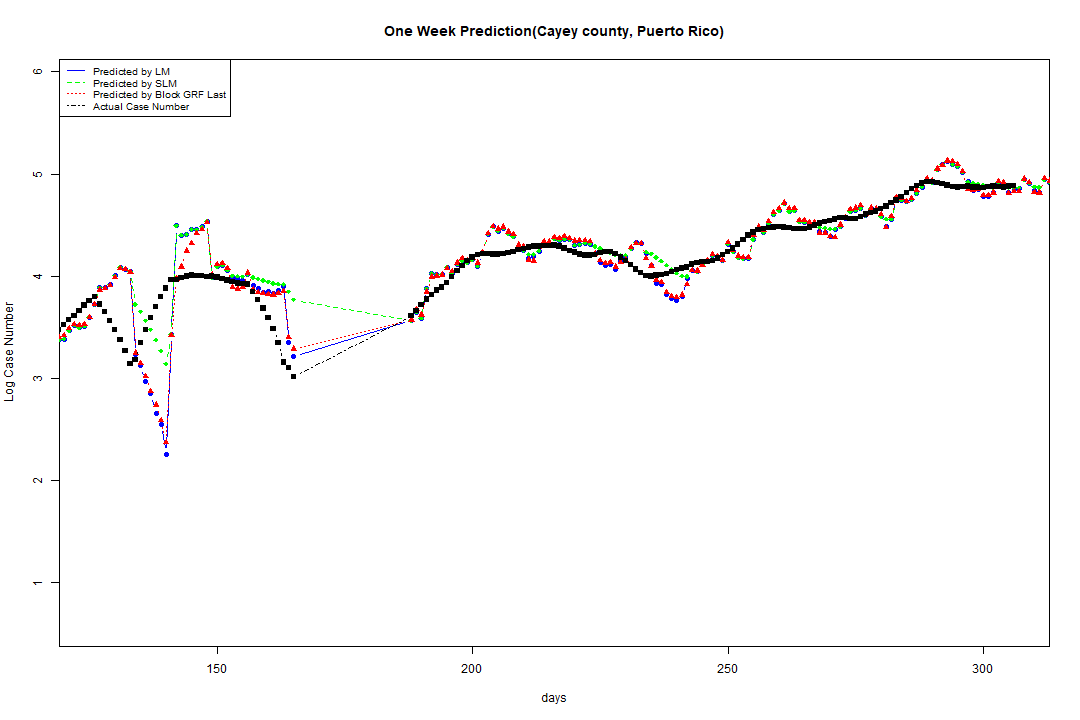 One Week Prediction(Cayey county, Puerto Rico)
Predicted by LM
Predicted by SLM
Predicted by Block GRF Last
Actual Case Number
Log Case Number
6
5
4
3
2
1
150
200
250
300
days